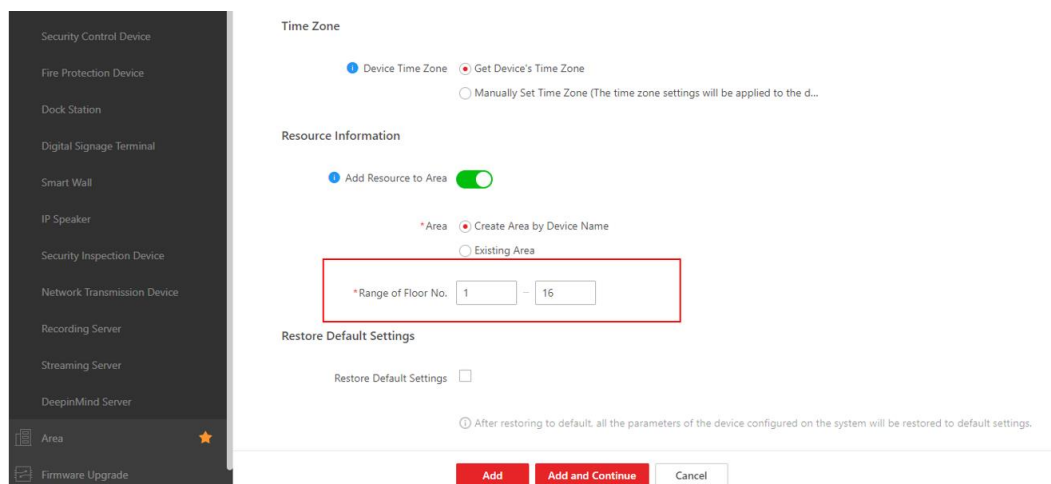 Security Control Device
Fire Protection Device
Dock Station
Digital Signage Terminal
Smart Wall
IP Speaker
Security Inspection Device
Network Transmission Device
Recording Server
Streaming Server
DeepinMind Server
Area
Firmware Upgrade
Time Zone
Device Time Zone
Get Device's Time Zone
Manually Set Time Zone (The time zone settings will be applied to the d...
Resource Information
Add Resource to Area
*Area
Create Area by Device Name
Existing Area
*Range of Floor No. 1 – 16
Restore Default Settings
Restore Default Settings
After restoring to default, all the parameters of the device configured on the system will be restored to default settings.
Add
Add and Continue
Cancel